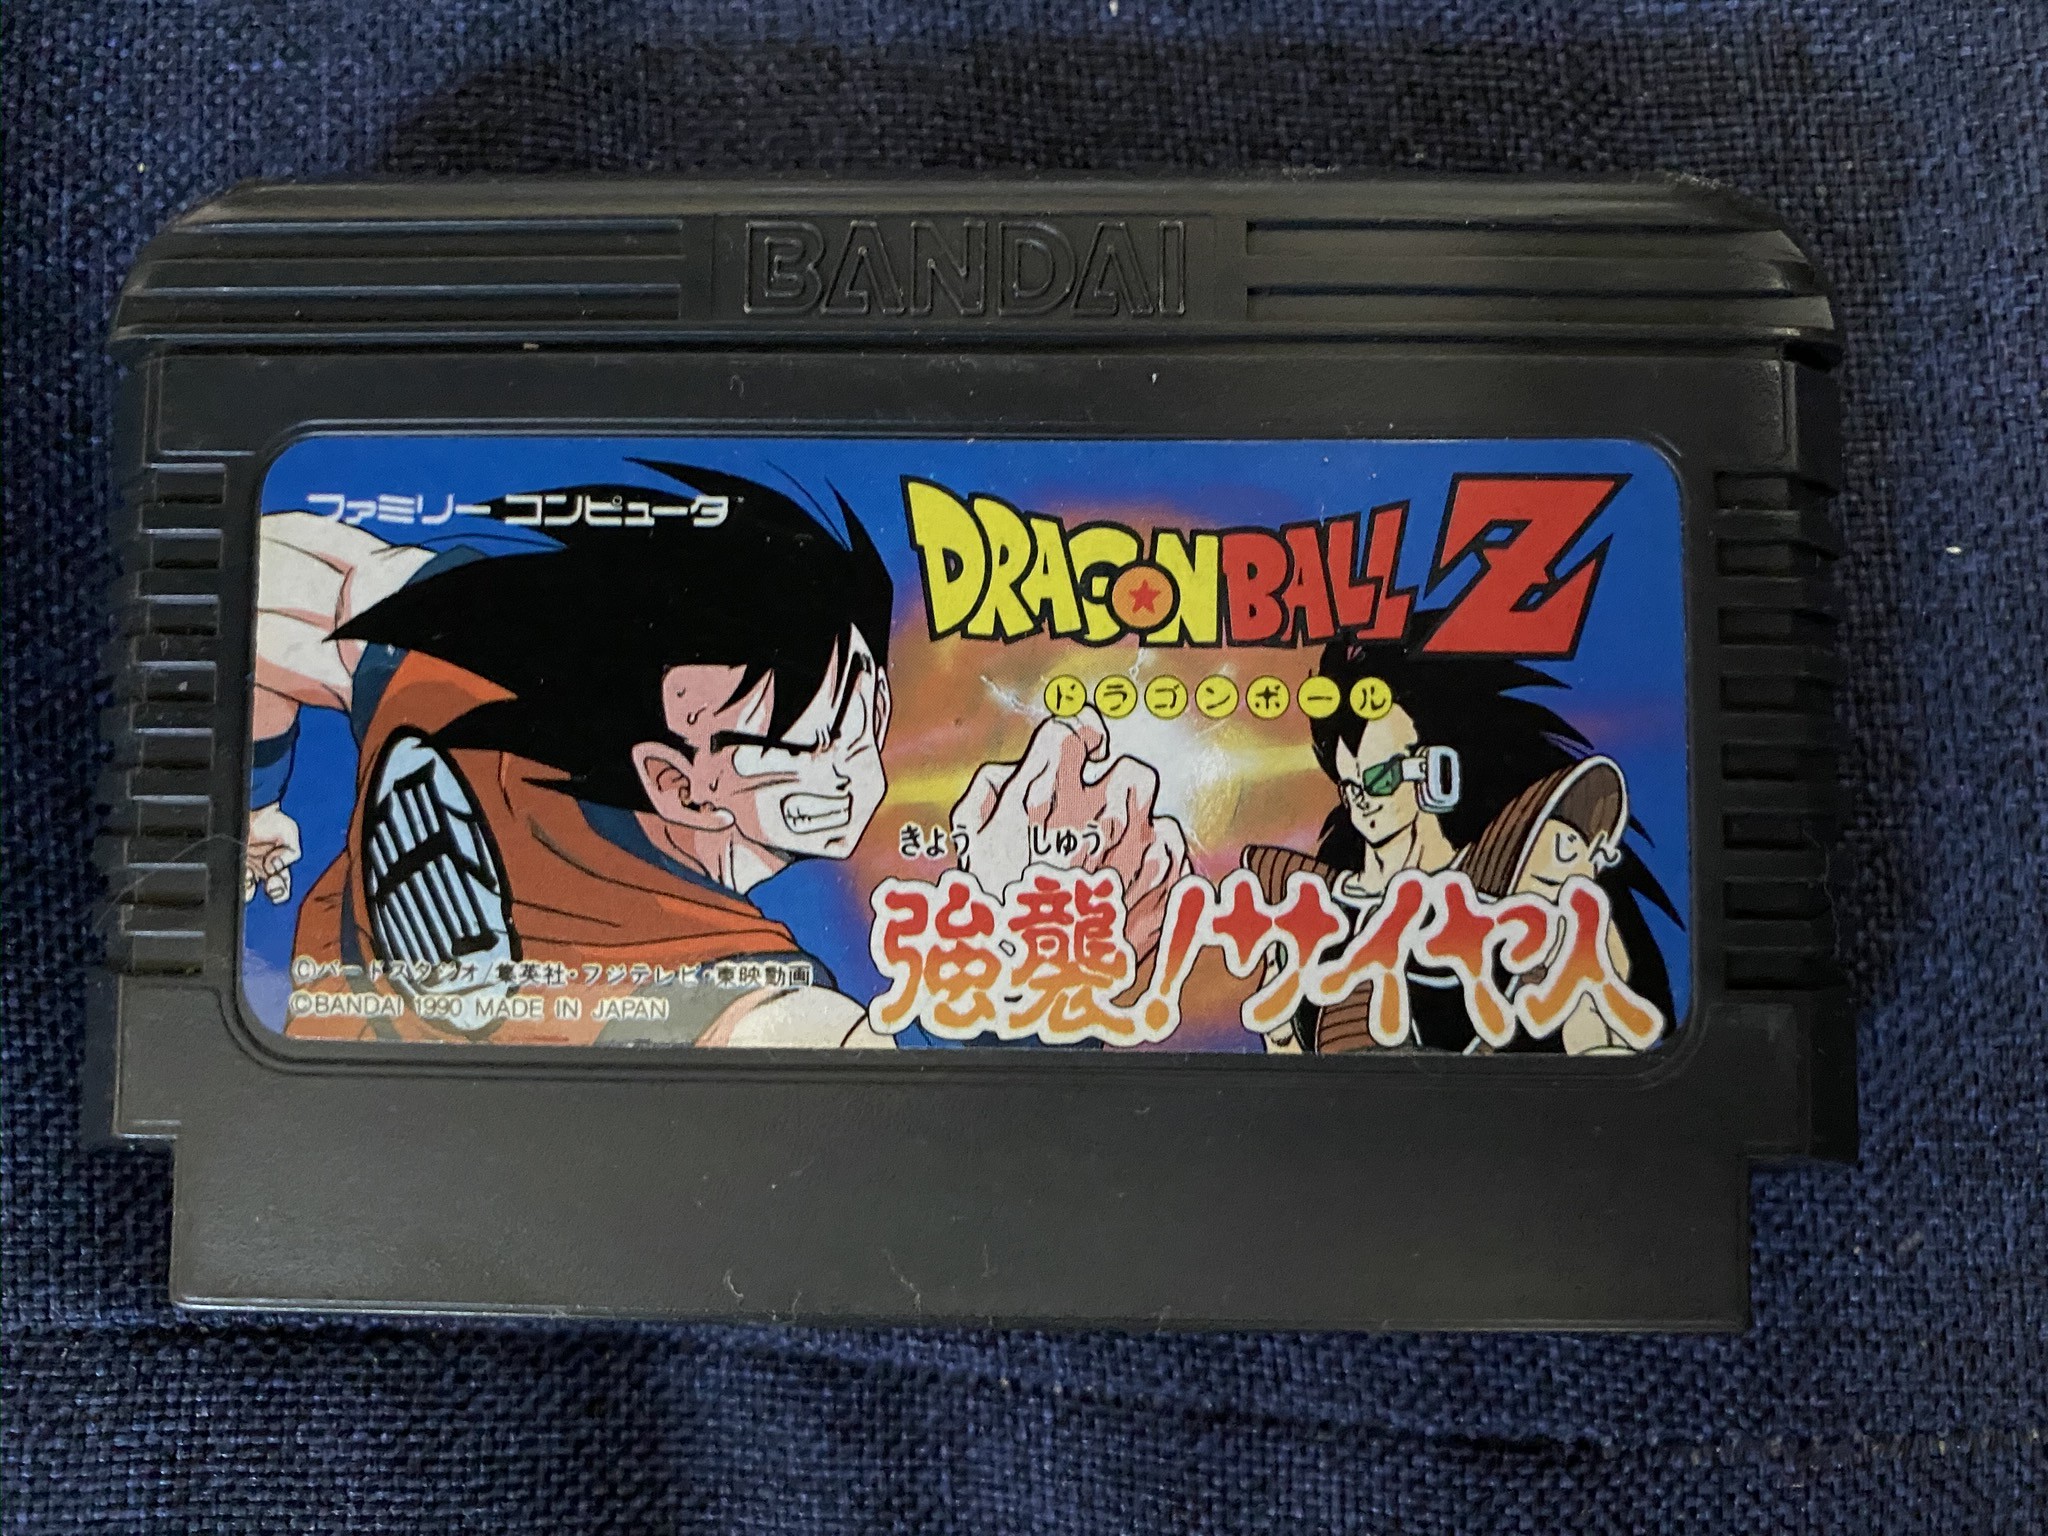 BANDAI
ファミリー コンピュータ
DRAGON BALL Z
ドラゴンボール
きょう しゅう じん
強襲!サイヤ人
©バードスタジオ/集英社・フジテレビ・東映動画
©BANDAI 1990 MADE IN JAPAN